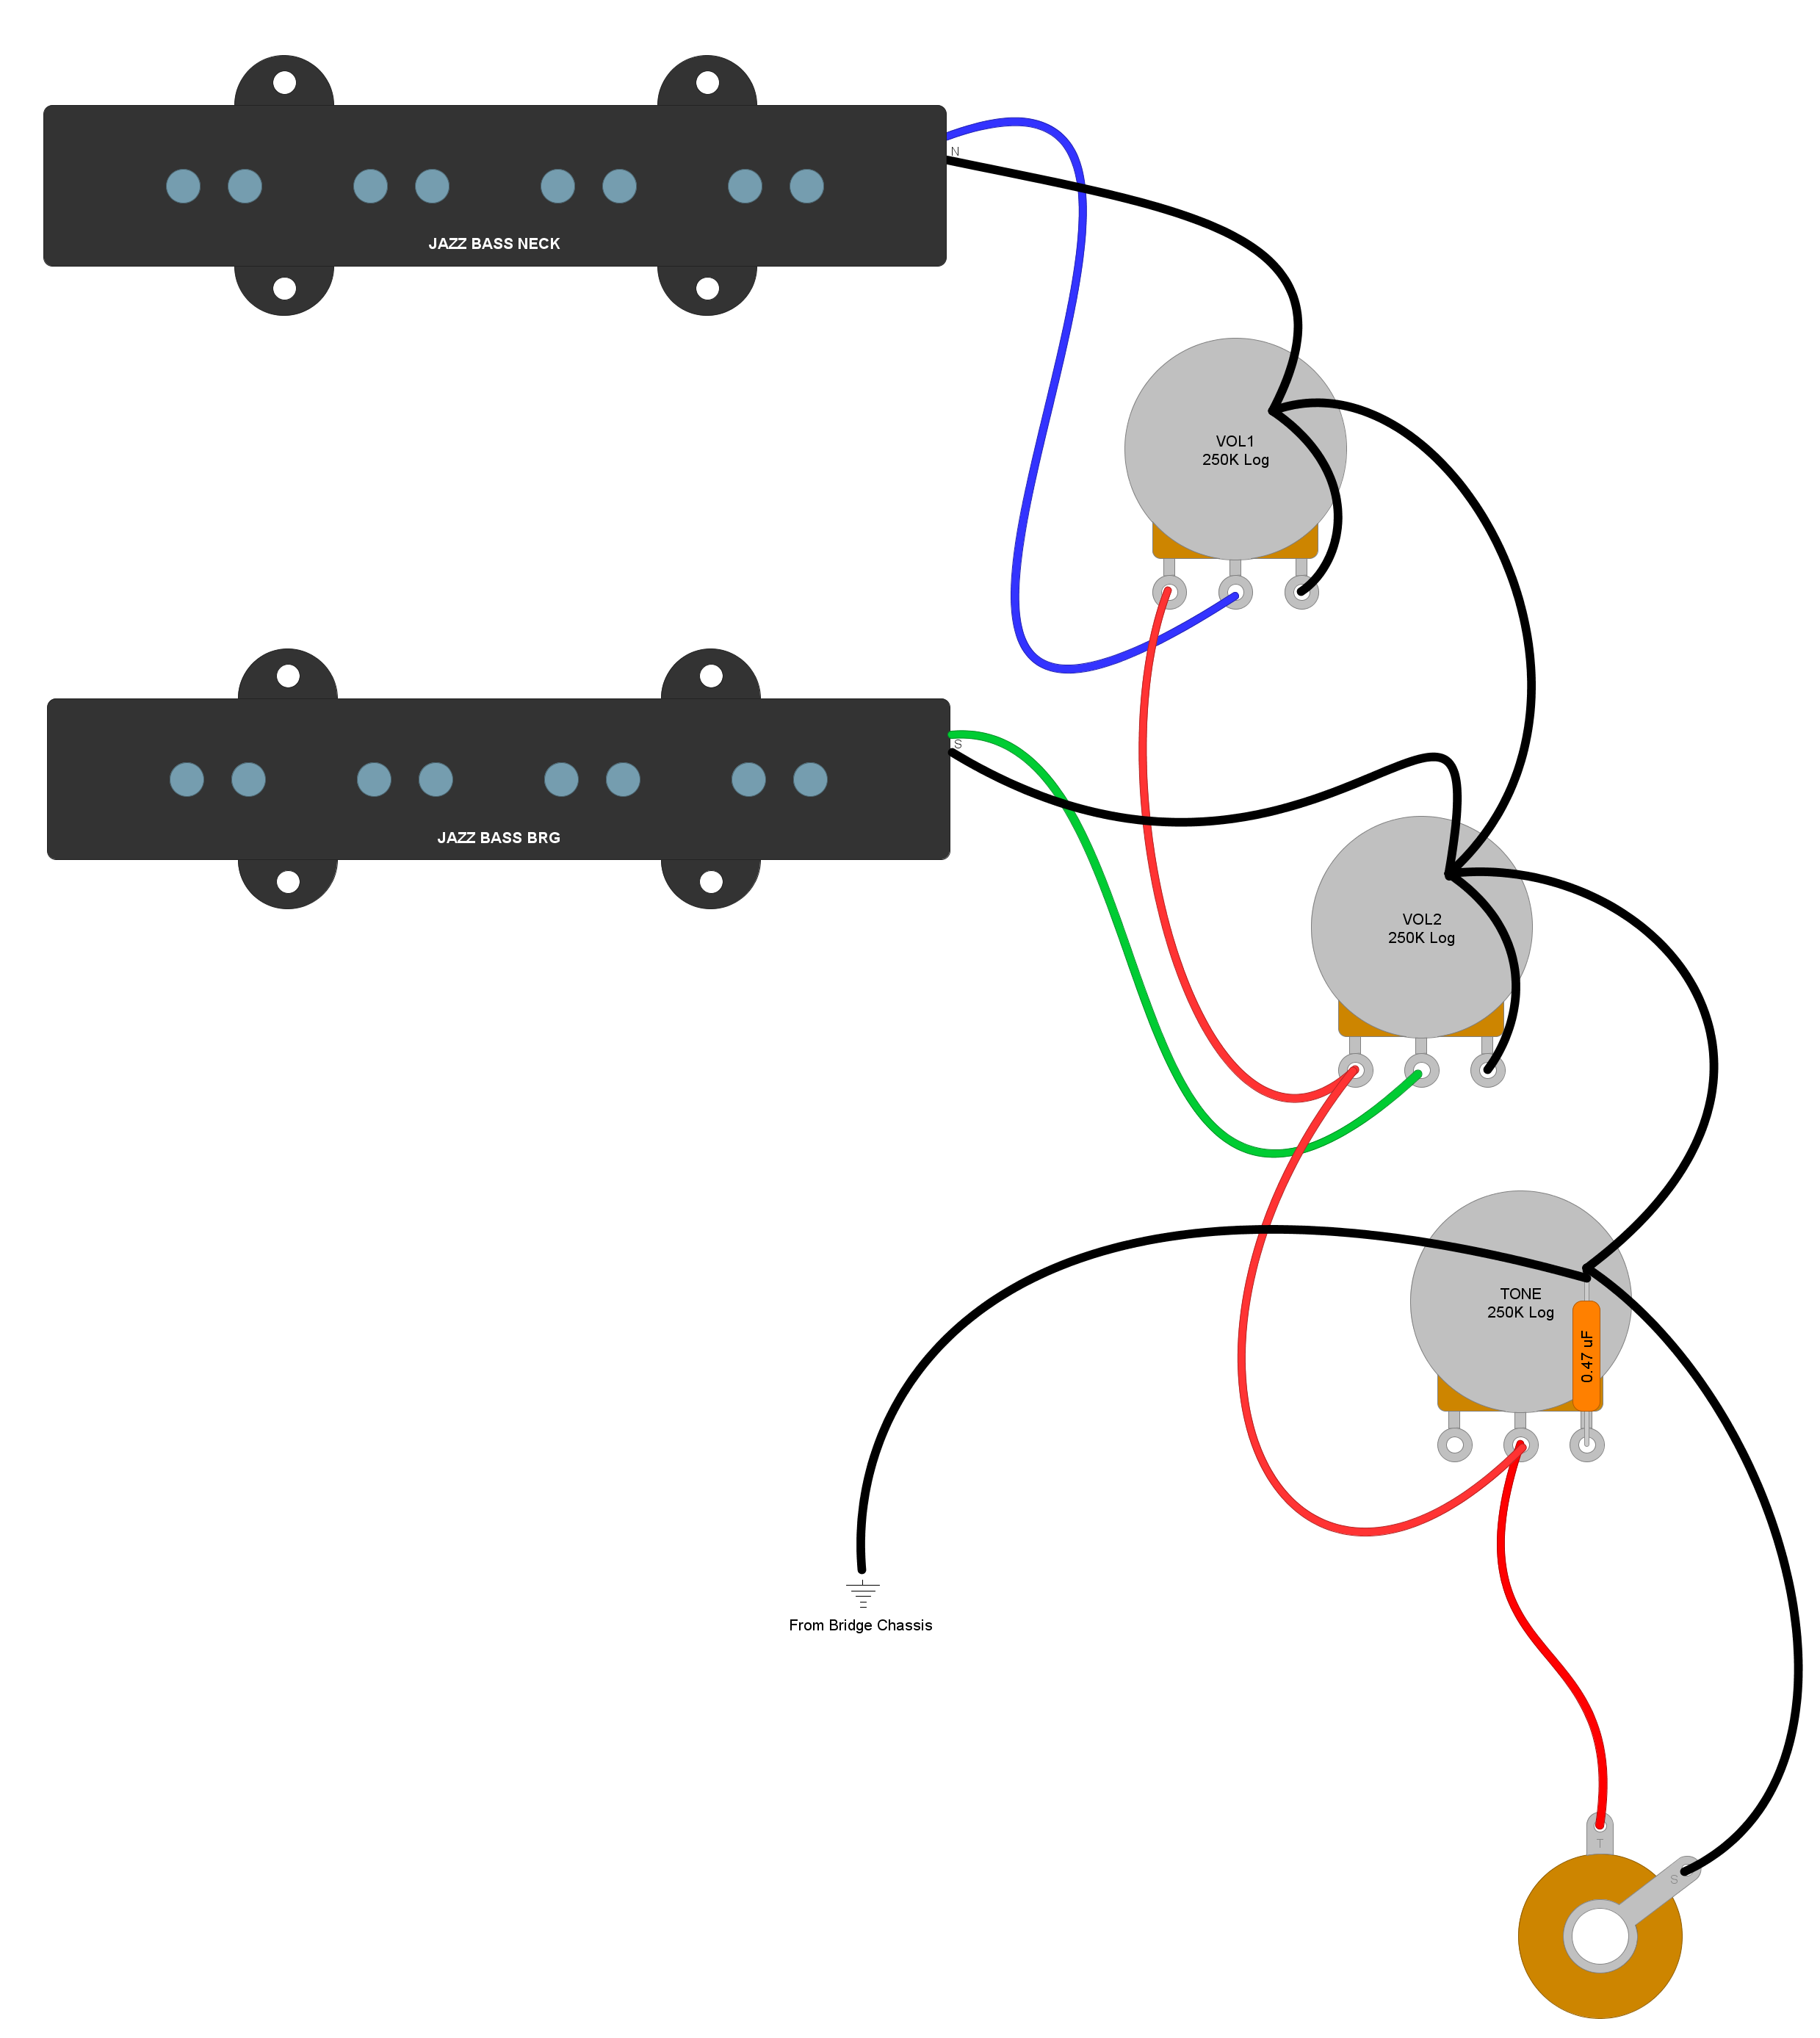 N
JAZZ BASS NECK
VOL1
250K Log
S
JAZZ BASS BRG
VOL2
250K Log
TONE
250K Log
0.47 uF
From Bridge Chassis
T
S